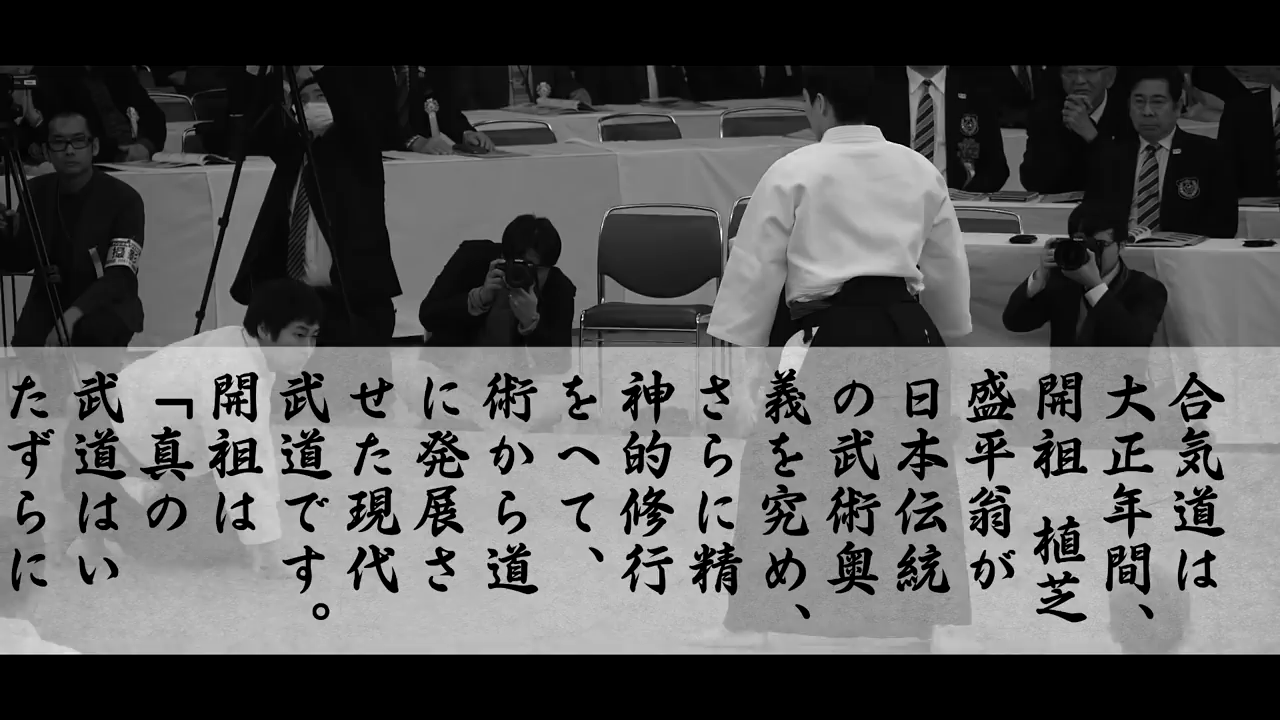 合気道は
大正年間、
開祖 植芝
盛平翁が
日本伝統
の武術奥
義を究め、
さらに精
神的修行
をへて、
術から道
に発展さ
せた現代
武道です。
開祖は
「真の
武道はい
たずらに